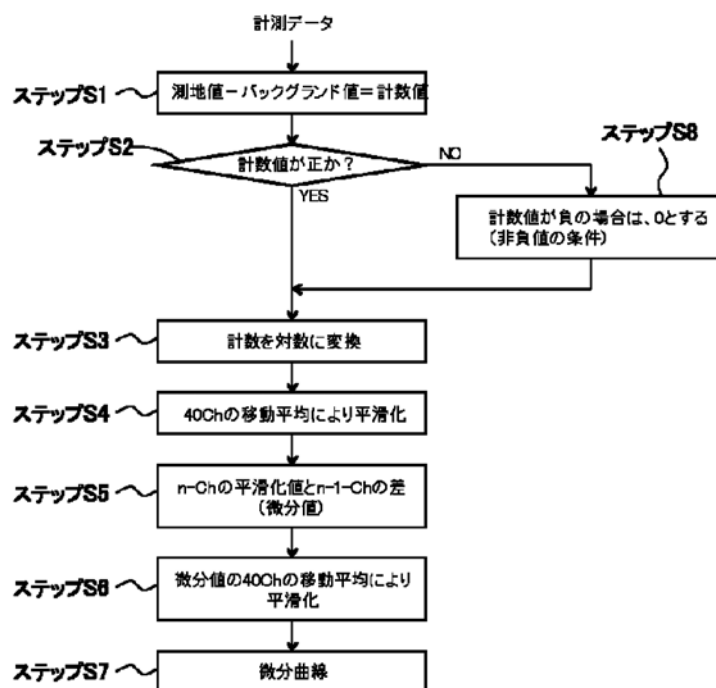 計測データ
ステップS1
測地値－バックグランド値＝計数値
ステップS2
計数値が正か？
NO
ステップS8
YES
計数値が負の場合は、0とする
（非負値の条件）
ステップS3
計数を対数に変換
ステップS4
40Chの移動平均により平滑化
ステップS5
n-Chの平滑化値とn-1-Chの差
（微分値）
ステップS6
微分値の40Chの移動平均により
平滑化
ステップS7
微分曲線